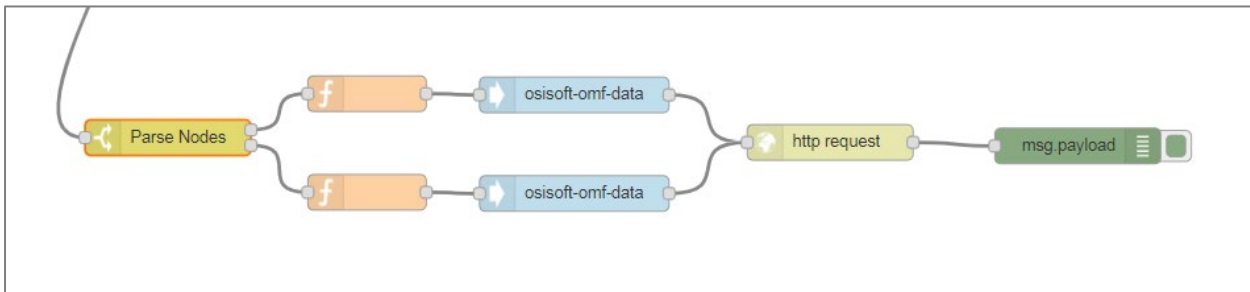 osisoft-omf-data
Parse Nodes
http request
msg.payload
osisoft-omf-data